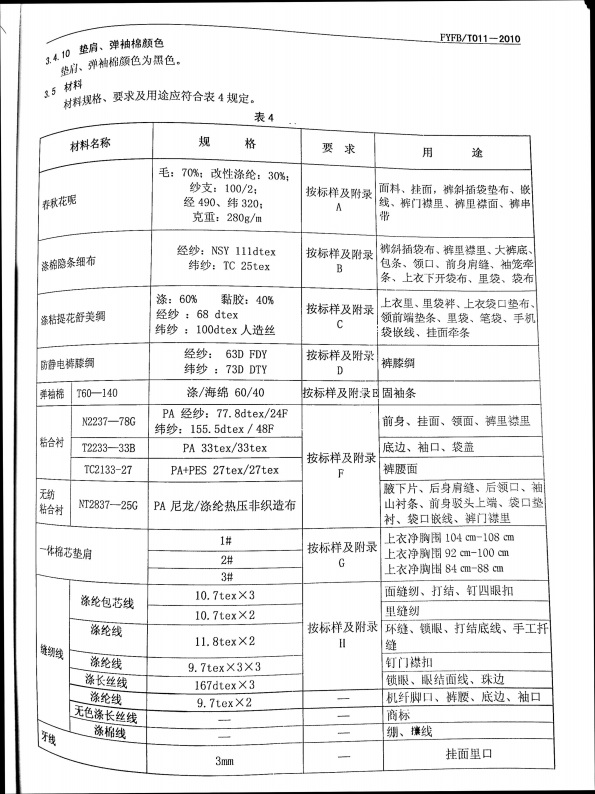 FYFB/T011—2010
3.4.10 垫肩、弹袖棉颜色
垫肩、弹袖棉颜色为黑色。
3.5 材料
材料规格、要求及用途应符合表4规定。
表4
材料名称 规 格 要 求 用 途
春秋花呢
毛：70%；改性涤纶：30%；
纱支：100/2；
经490、纬320；
克重：280g/m
按标样及附录
A
面料、挂面，裤斜插袋垫布、嵌
线、裤门襟里、裤里襟面、裤串
带
涤棉隐条细布
经纱：NSY 111dtex
纬纱：TC 25tex
按标样及附录
B
裤斜插袋布、裤里襟里、大裤底、
包条、领口、前身肩缝、袖笼牵
条、上衣下开袋布、里袋、袋布
涤粘提花舒美绸
涤：60% 黏胶：40%
经纱 ：68 dtex
纬纱 ：100dtex 人造丝
按标样及附录
C
上衣里、里袋袢、上衣袋口垫布、
领前端垫条、里袋、笔袋、手机
袋嵌线、挂面牵条
防静电裤膝绸
经纱： 63D FDY
纬纱 ：73D DTY
按标样及附录
D
裤膝绸
弹袖棉 T60—140 涤/海绵 60/40 按标样及附录E 固袖条
粘合衬
N2237—78G
PA 经纱：77.8dtex/24F
纬纱：155.5dtex / 48F
前身、挂面、领面、裤里襟里
T2233—33B PA 33tex/33tex 底边、袖口、袋盖
TC2133-27 PA+PES 27tex/27tex 裤腰面
按标样及附录
F
无纺
粘合衬
NT2837—25G PA 尼龙/涤纶热压非织造布
腋下片、后身肩缝、后领口、袖
山衬条、前身驳头上端、袋口垫
衬、袋口嵌线、裤门襟里
一体棉芯垫肩
1#
2#
3#
按标样及附录
G
上衣净胸围 104 cm-108 cm
上衣净胸围 92 cm-100 cm
上衣净胸围 84 cm-88 cm
缝纫线
涤纶包芯线
10.7tex×3 面缝纫、打结、钉四眼扣
10.7tex×2 里缝纫
涤纶线 11.8tex×2
按标样及附录
H
环缝、锁眼、打结底线、手工扦
缝
涤纶线 9.7tex×3×3 钉门襟扣
涤长丝线 167dtex×3 锁眼、眼结面线、珠边
涤纶线 9.7tex×2 — 机纤脚口、裤腰、底边、袖口
无色涤长丝线 — — 商标
涤棉线 — — 绷、攘线
牙线 3mm — 挂面里口